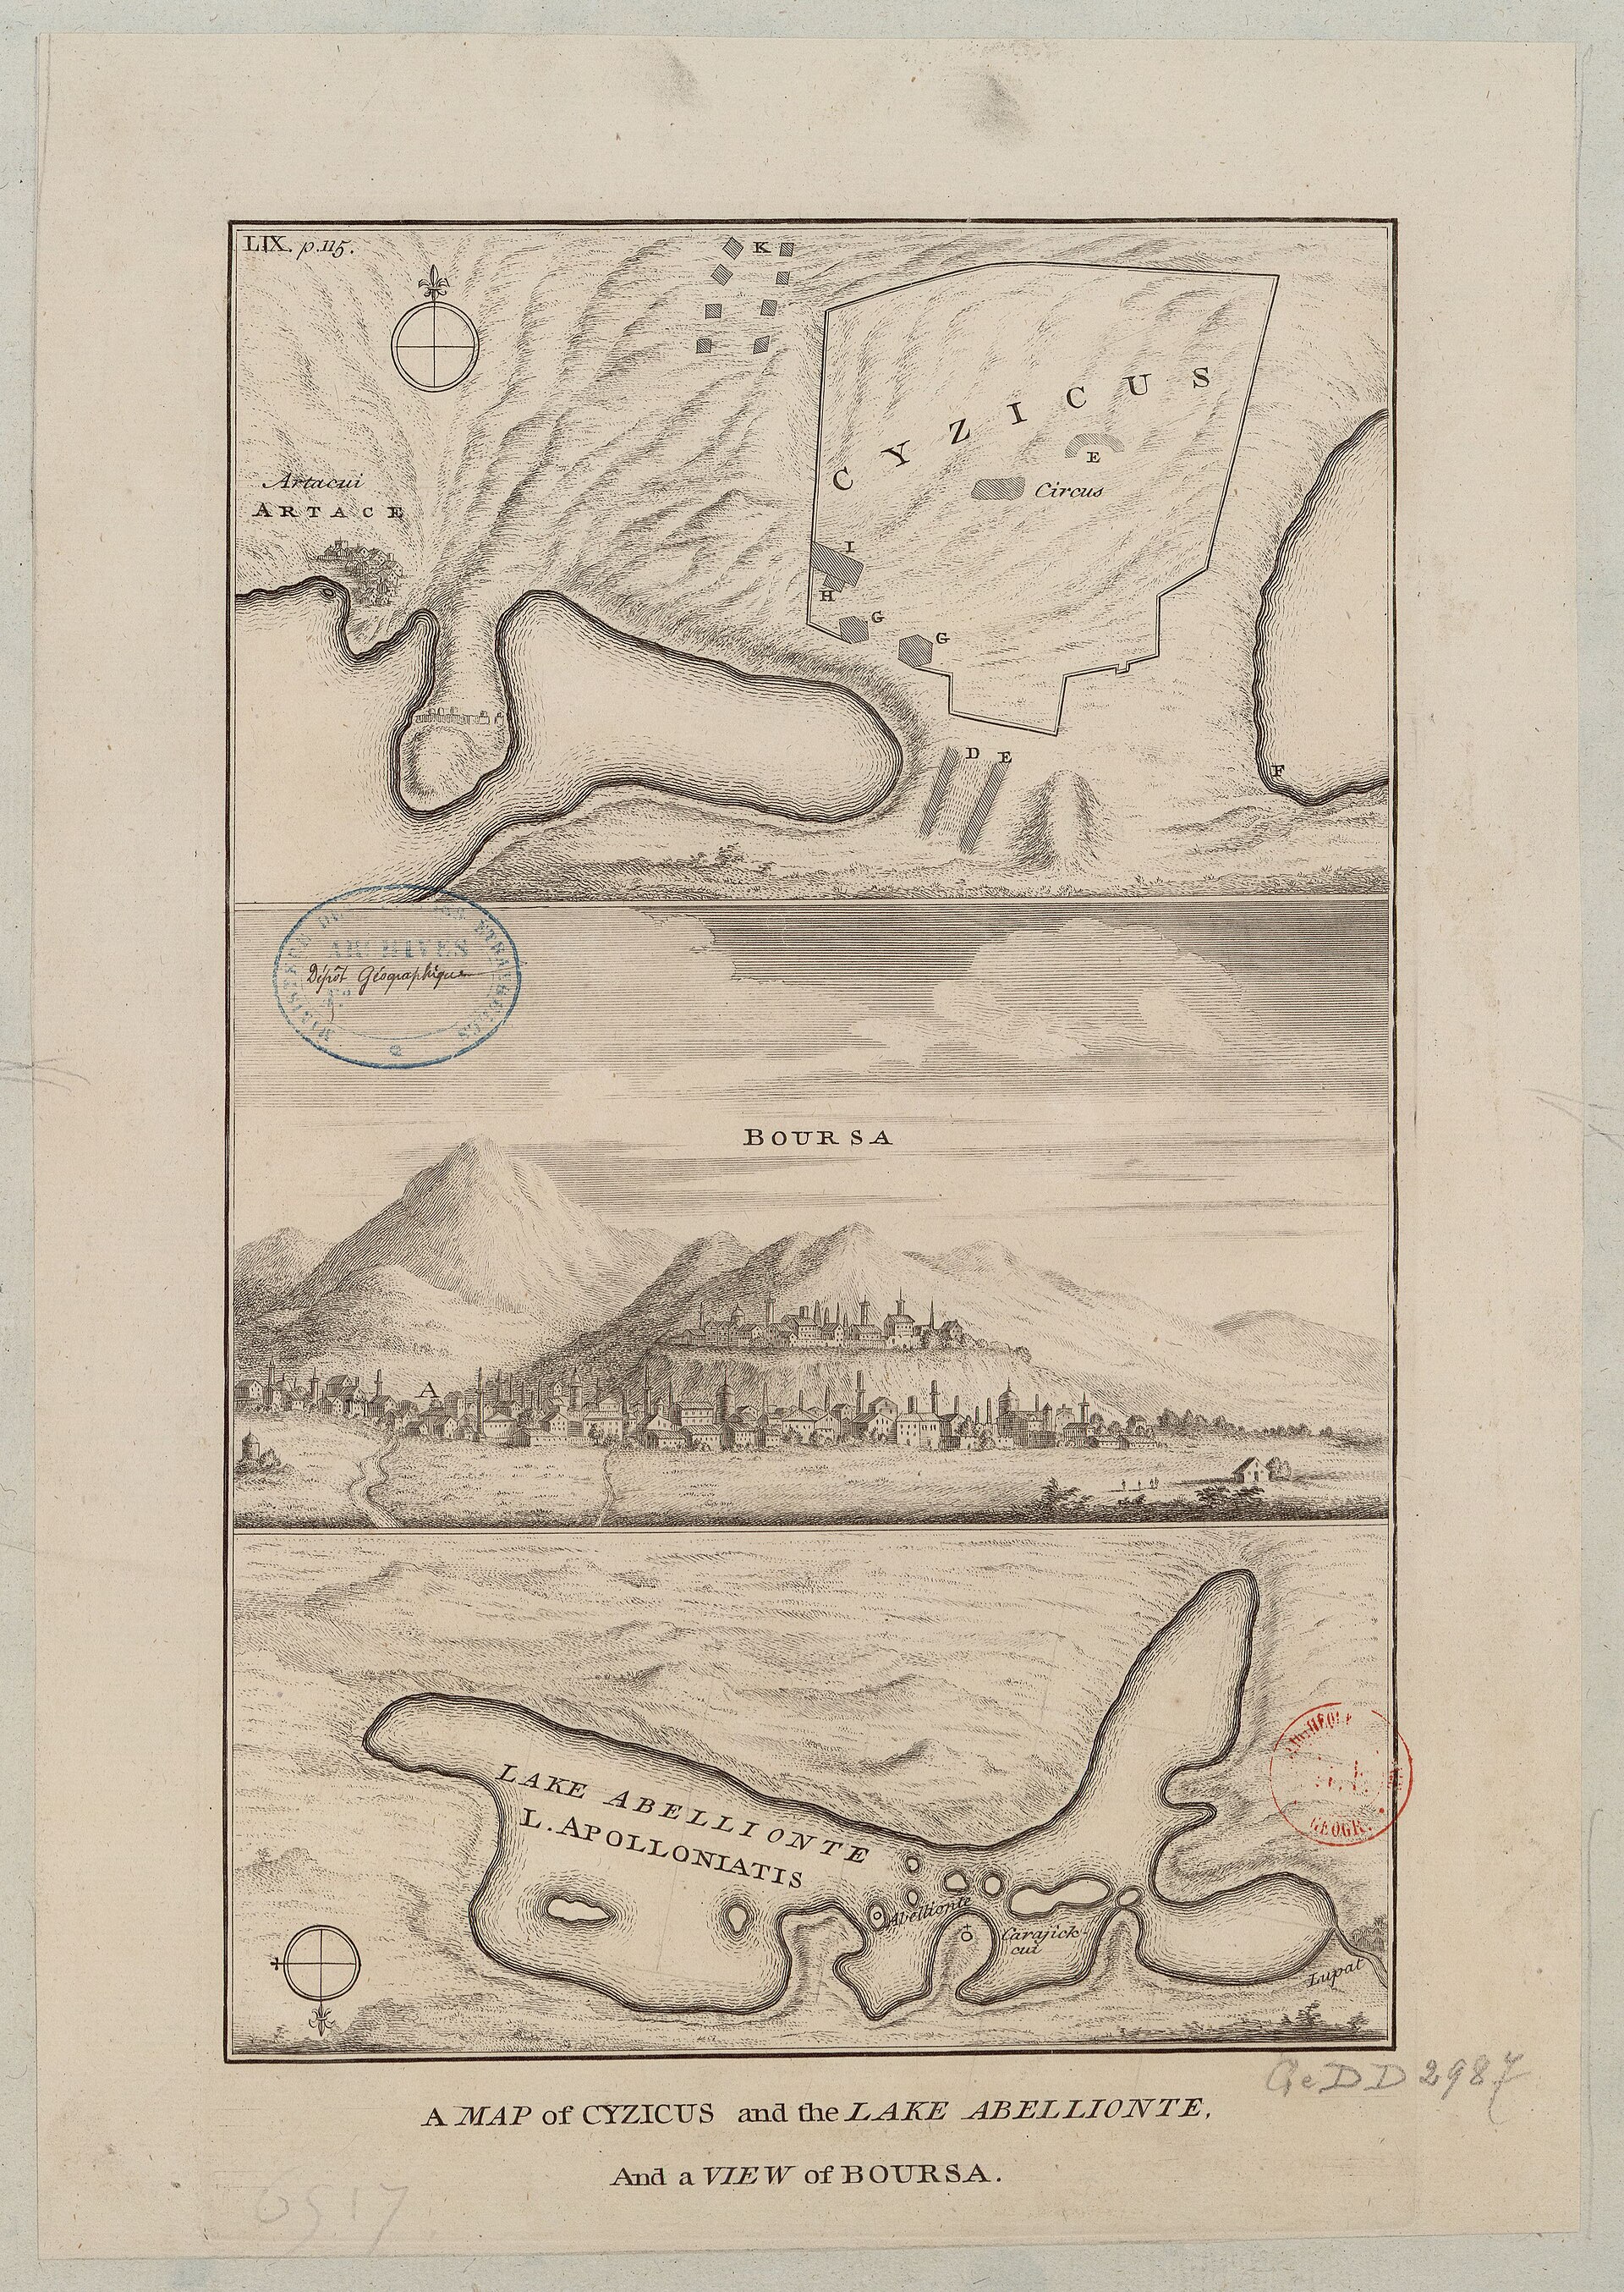 LIX. p.115.
K
CYZICUS
E
Circus
Artacui
ARTACE
I
H
G
G
D E
F
ARCHIVES
Dépôt Géographique
BOURSA
A
LAKE ABELLIONTE
L. APOLLONIATIS
Abellionte
Carajick-
cui
Lupat
GEOGR.
Ge DD 2987
A MAP of CYZICUS and the LAKE ABELLIONTE,
And a VIEW of BOURSA.
0517